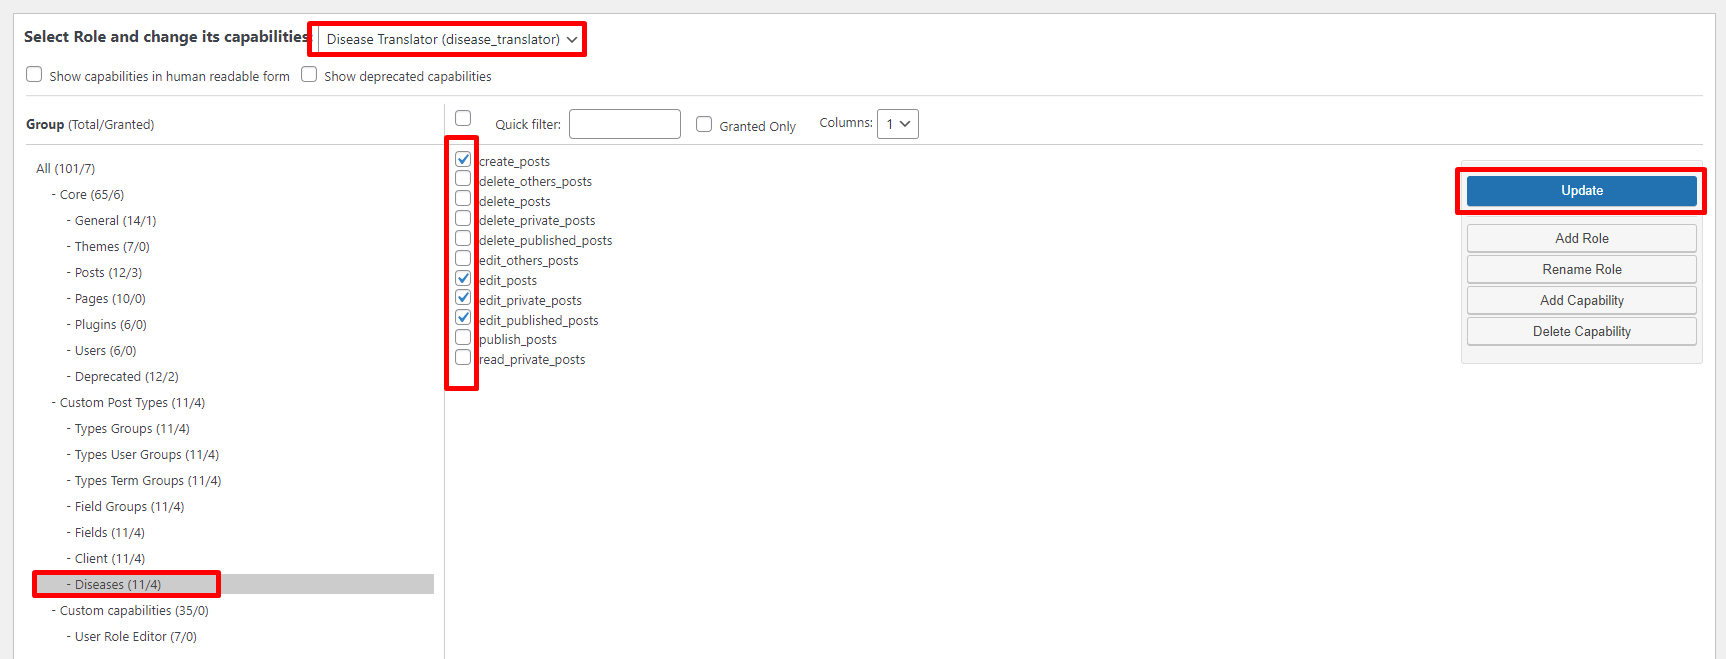 Select Role and change its capabilities: Disease Translator (disease_translator)
Show capabilities in human readable form Show deprecated capabilities
Group (Total/Granted)
Quick filter: Granted Only Columns: 1
All (101/7)
- Core (65/6)
- General (14/1)
- Themes (7/0)
- Posts (12/3)
- Pages (10/0)
- Plugins (6/0)
- Users (6/0)
- Deprecated (12/2)
- Custom Post Types (11/4)
- Types Groups (11/4)
- Types User Groups (11/4)
- Types Term Groups (11/4)
- Field Groups (11/4)
- Fields (11/4)
- Client (11/4)
- Diseases (11/4)
- Custom capabilities (35/0)
- User Role Editor (7/0)
create_posts
delete_others_posts
delete_posts
delete_private_posts
delete_published_posts
edit_others_posts
edit_posts
edit_private_posts
edit_published_posts
publish_posts
read_private_posts
Update
Add Role
Rename Role
Add Capability
Delete Capability